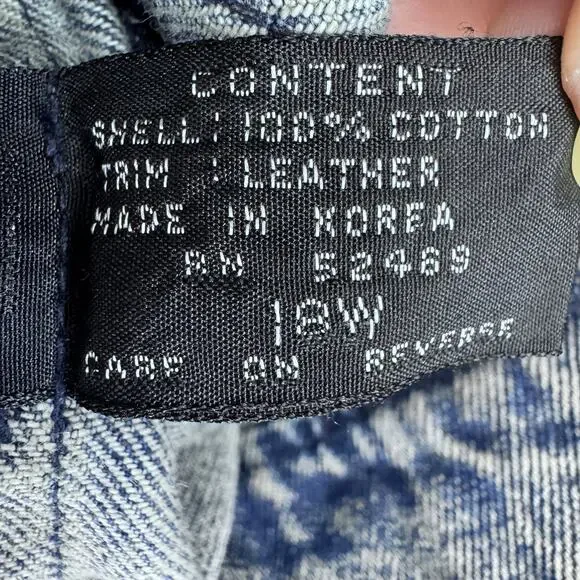 CONTENT
SHELL: 100% COTTON
TRIM : LEATHER
MADE IN KOREA
RN 52469
18W
CARE ON REVERSE